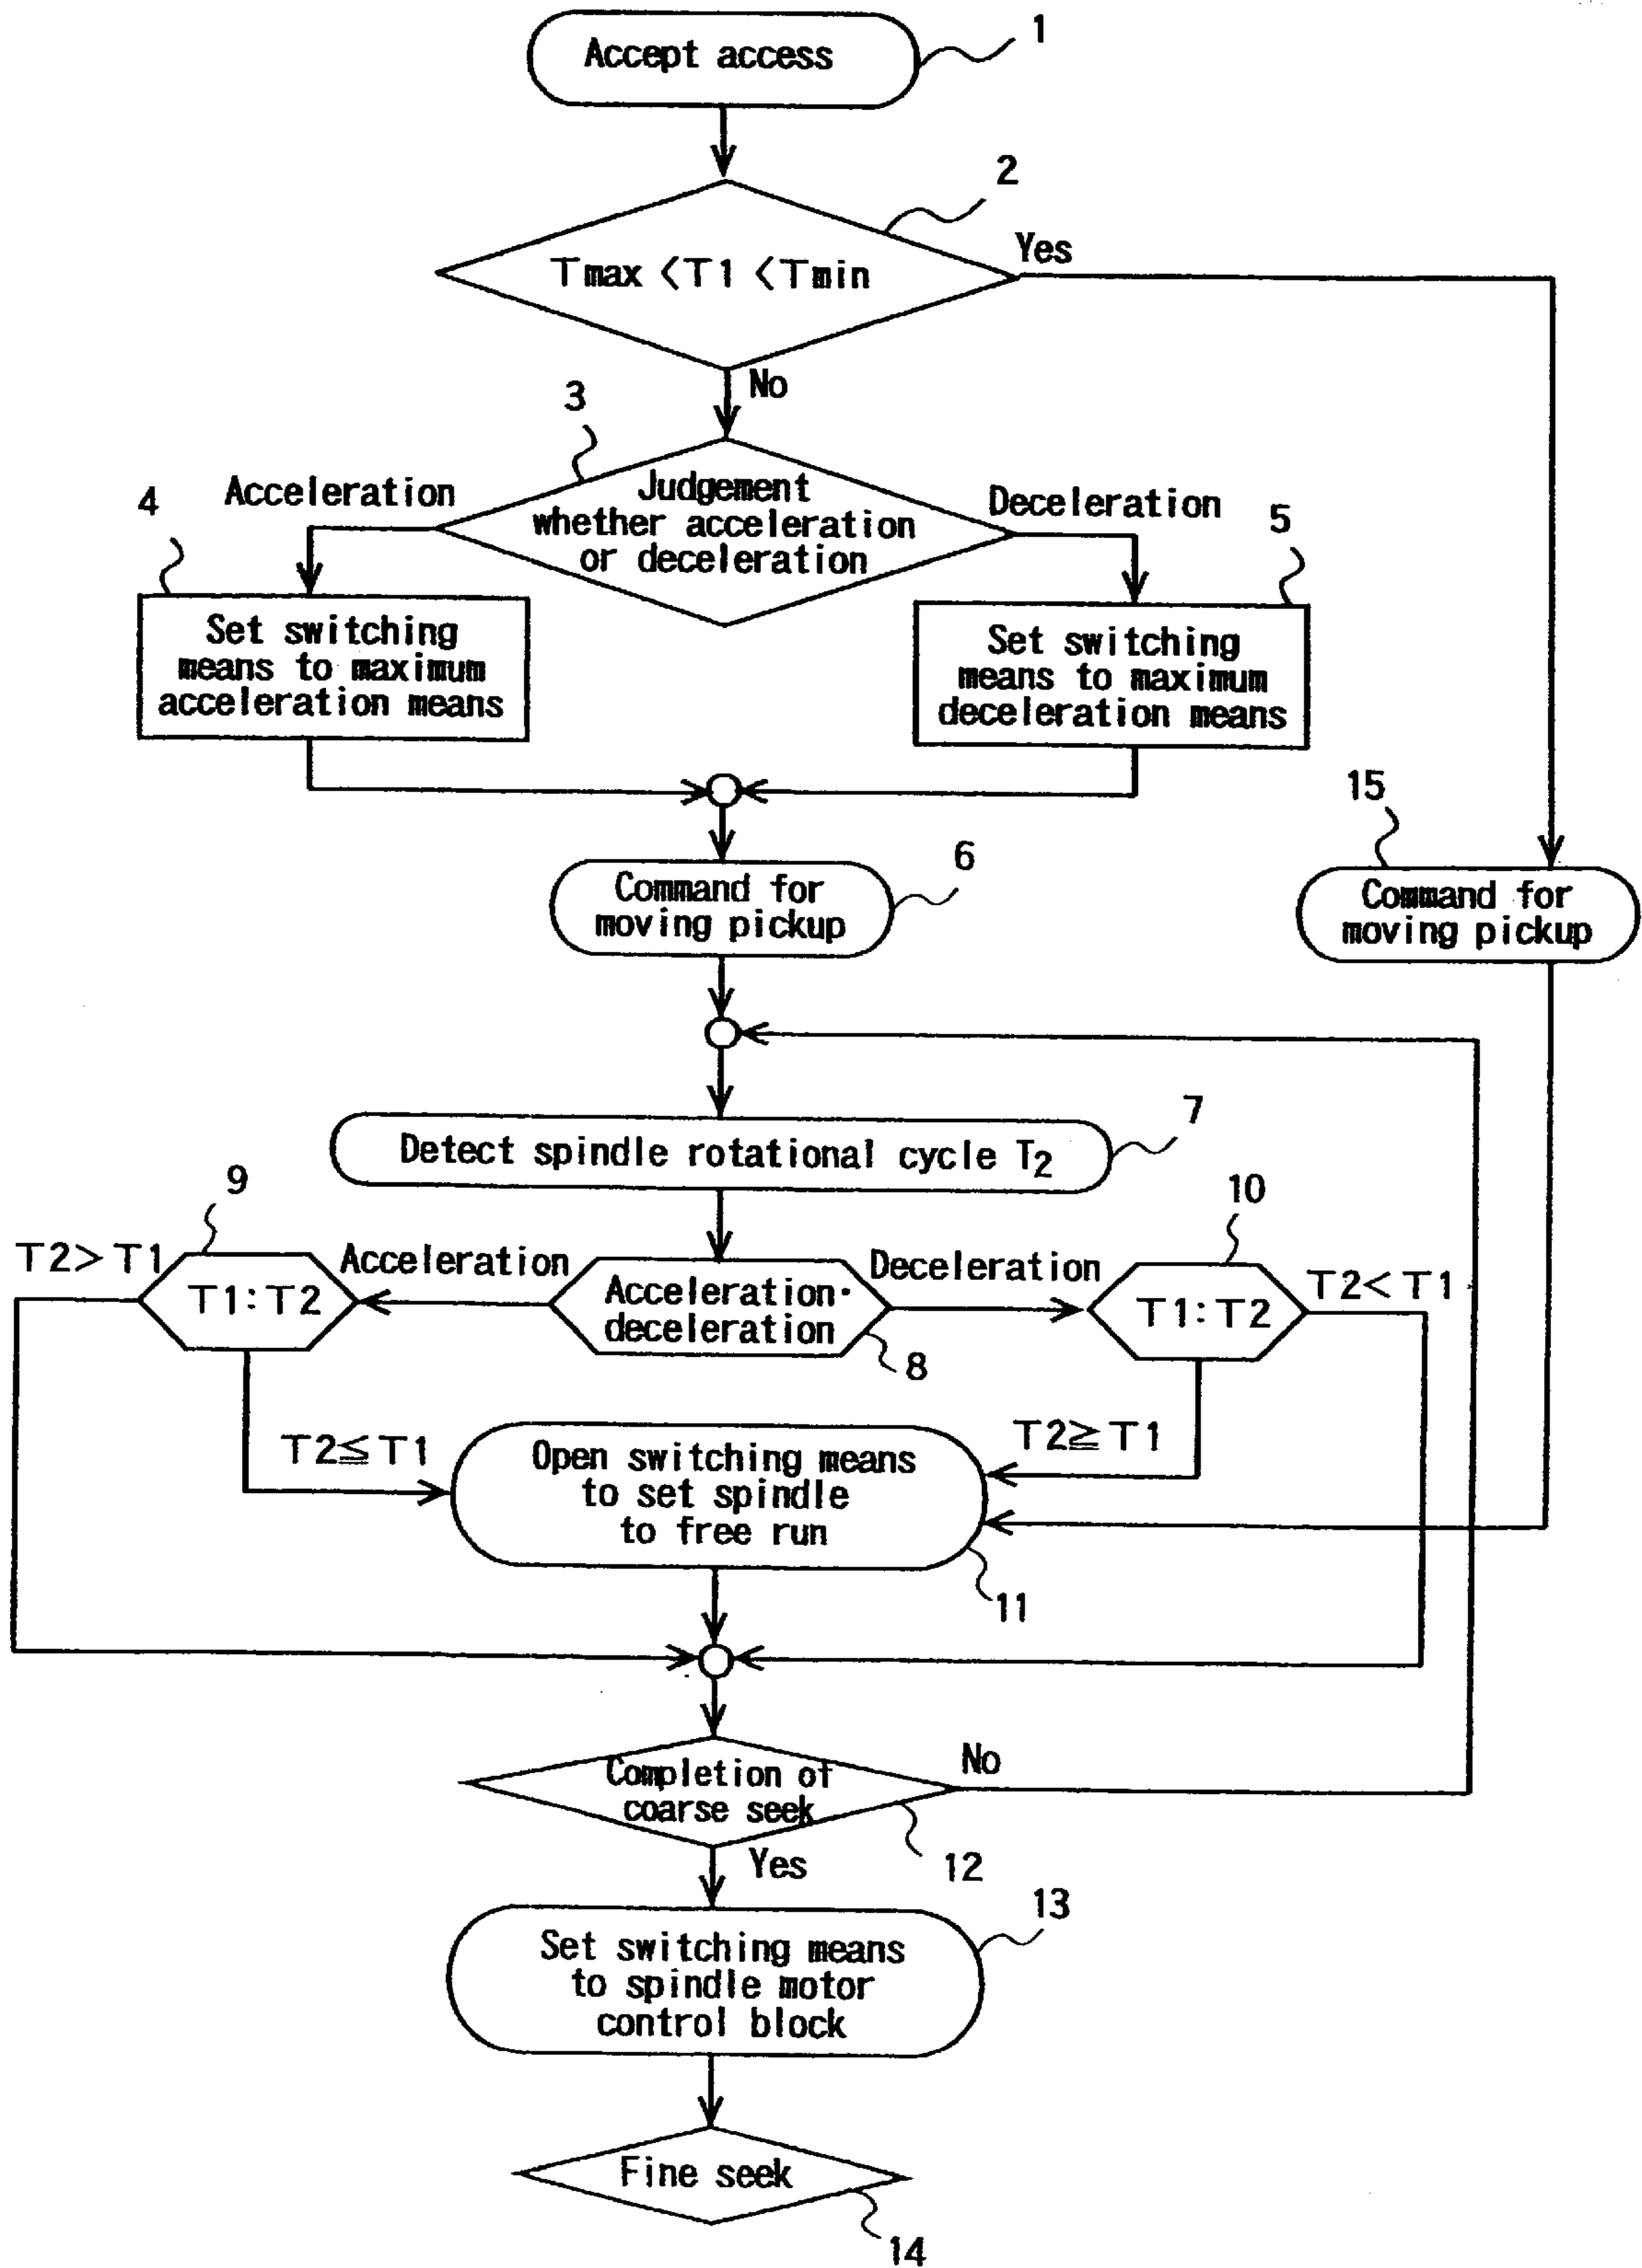 Accept access
1
2
Tmax <T1 <Tmin
Yes
No
3
Judgement
whether acceleration
or deceleration
Acceleration
Deceleration
4
5
Set switching
means to maximum
acceleration means
Set switching
means to maximum
deceleration means
6
Command for
moving pickup
15
Command for
moving pickup
7
Detect spindle rotational cycle T2
9
10
T2> T1
T1:T2
Acceleration
Acceleration·
deceleration
8
Deceleration
T1:T2
T2< T1
T2≦T1
T2≧T1
Open switching means
to set spindle
to free run
11
Completion of
coarse seek
No
12
Yes
13
Set switching means
to spindle motor
control block
Fine seek
14